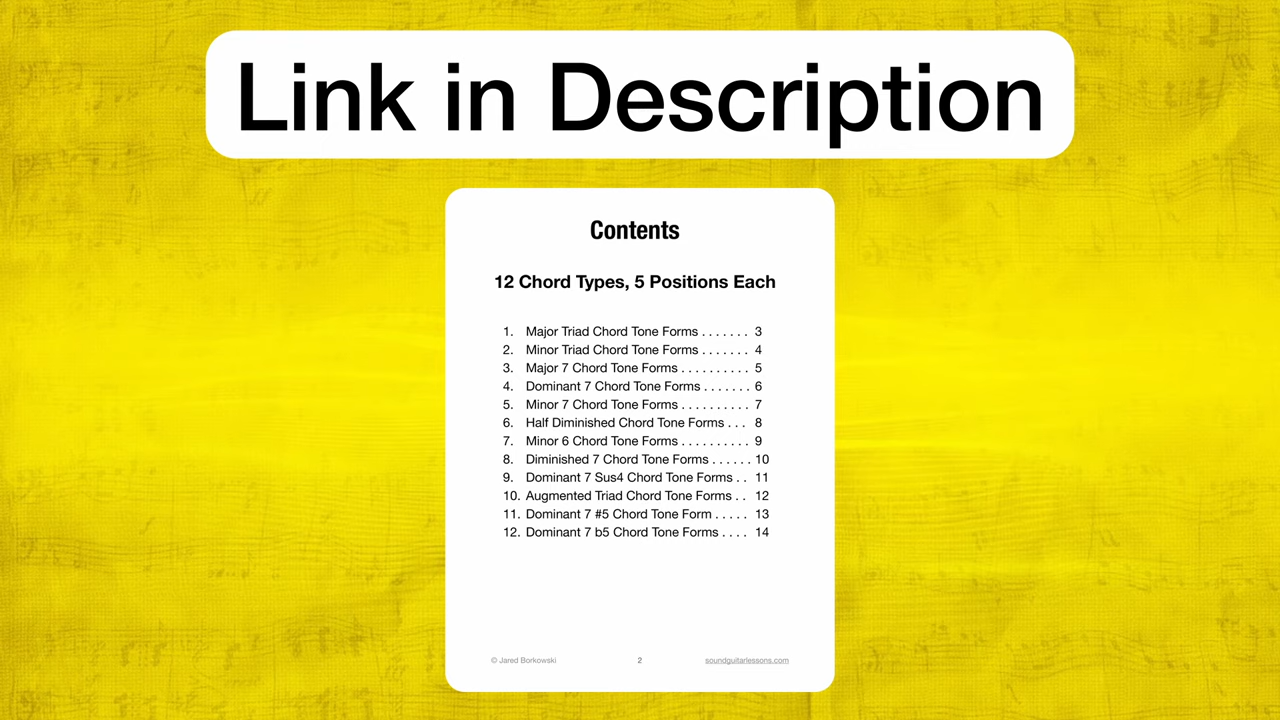 Link in Description
Contents
12 Chord Types, 5 Positions Each
1. Major Triad Chord Tone Forms . . . . . . . 3
2. Minor Triad Chord Tone Forms . . . . . . . 4
3. Major 7 Chord Tone Forms . . . . . . . . . . 5
4. Dominant 7 Chord Tone Forms . . . . . . . 6
5. Minor 7 Chord Tone Forms . . . . . . . . . . 7
6. Half Diminished Chord Tone Forms . . . 8
7. Minor 6 Chord Tone Forms . . . . . . . . . . 9
8. Diminished 7 Chord Tone Forms . . . . . . 10
9. Dominant 7 Sus4 Chord Tone Forms . . 11
10. Augmented Triad Chord Tone Forms . . 12
11. Dominant 7 #5 Chord Tone Form . . . . . 13
12. Dominant 7 b5 Chord Tone Forms . . . . 14
© Jared Borkowski 2 soundguitarlessons.com